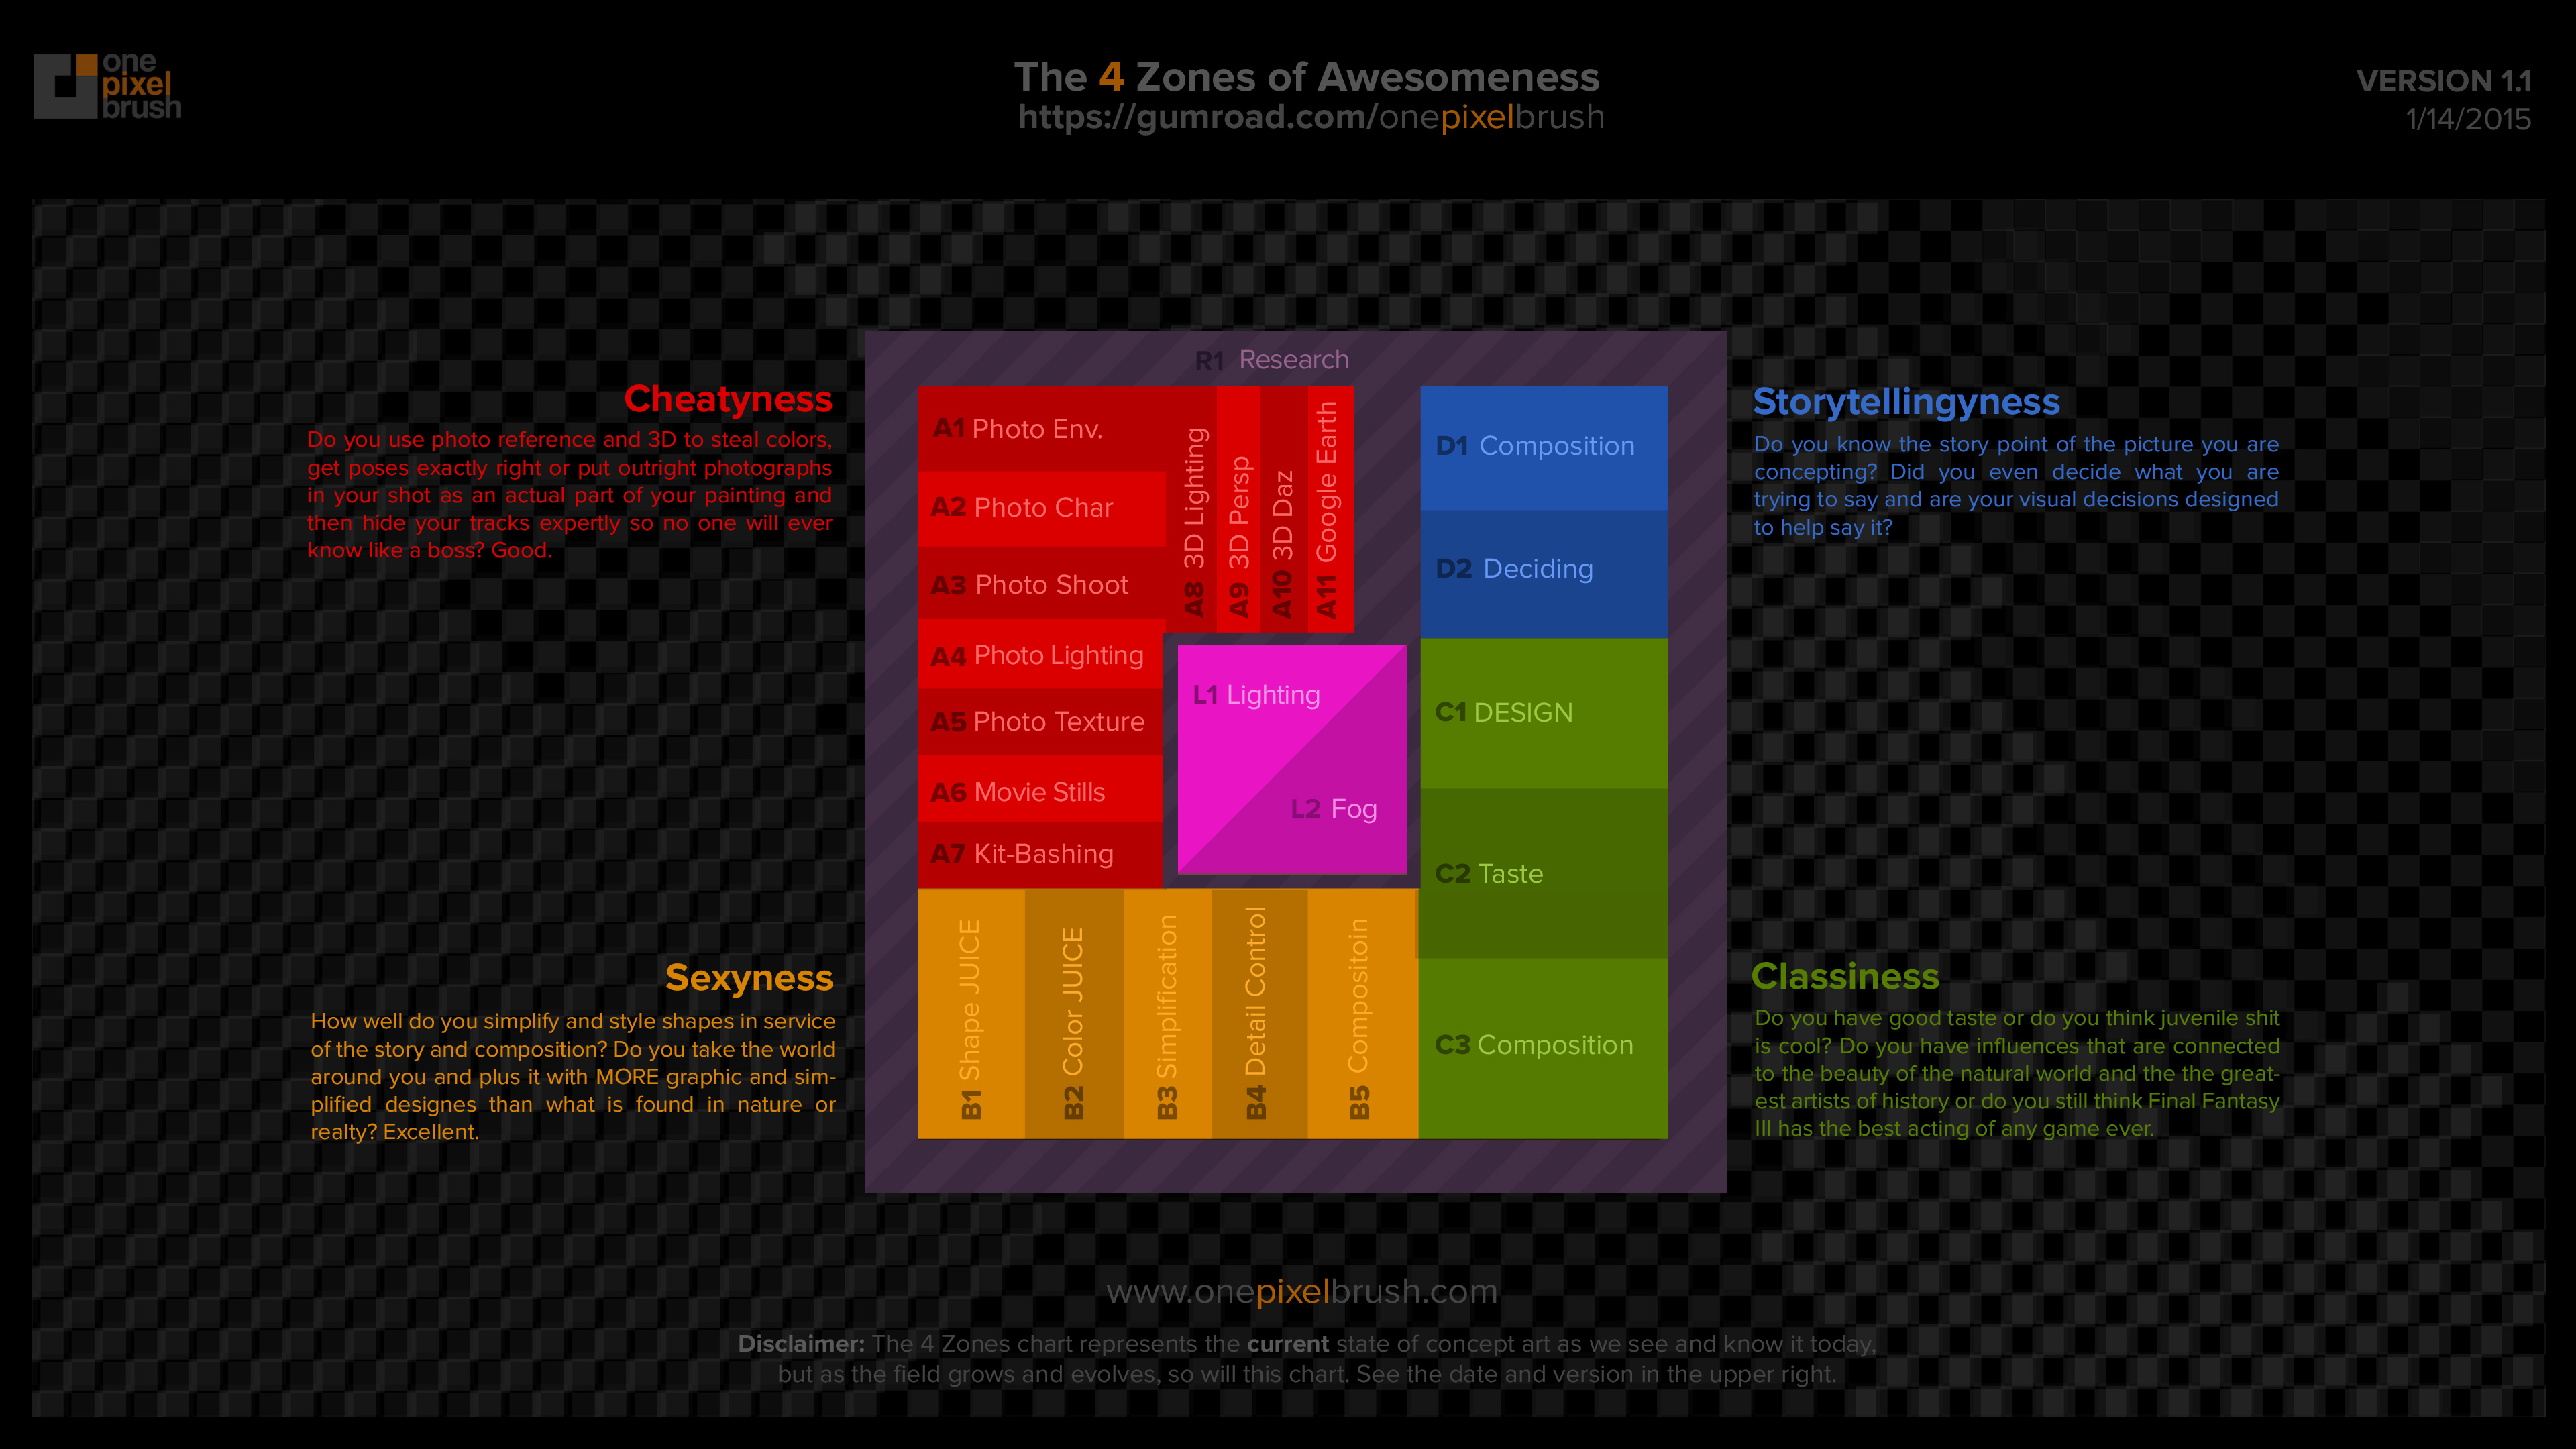 one
pixel
brush
The 4 Zones of Awesomeness
https://gumroad.com/onepixelbrush
VERSION 1.1
1/14/2015
Cheatyness
Do you use photo reference and 3D to steal colors,
get poses exactly right or put outright photographs
in your shot as an actual part of your painting and
then hide your tracks expertly so no one will ever
know like a boss? Good.
Sexyness
How well do you simplify and style shapes in service
of the story and composition? Do you take the world
around you and plus it with MORE graphic and sim-
plified designes than what is found in nature or
realty? Excellent.
R1 Research
A1 Photo Env.
A2 Photo Char
A3 Photo Shoot
A4 Photo Lighting
A5 Photo Texture
A6 Movie Stills
A7 Kit-Bashing
A8 3D Lighting
A9 3D Persp
A10 3D Daz
A11 Google Earth
L1 Lighting
L2 Fog
B1 Shape JUICE
B2 Color JUICE
B3 Simplification
B4 Detail Control
B5 Compositoin
D1 Composition
D2 Deciding
C1 DESIGN
C2 Taste
C3 Composition
Storytellingyness
Do you know the story point of the picture you are
concepting? Did you even decide what you are
trying to say and are your visual decisions designed
to help say it?
Classiness
Do you have good taste or do you think juvenile shit
is cool? Do you have influences that are connected
to the beauty of the natural world and the the great-
est artists of history or do you still think Final Fantasy
III has the best acting of any game ever.
www.onepixelbrush.com
Disclaimer: The 4 Zones chart represents the current state of concept art as we see and know it today,
but as the field grows and evolves, so will this chart. See the date and version in the upper right.